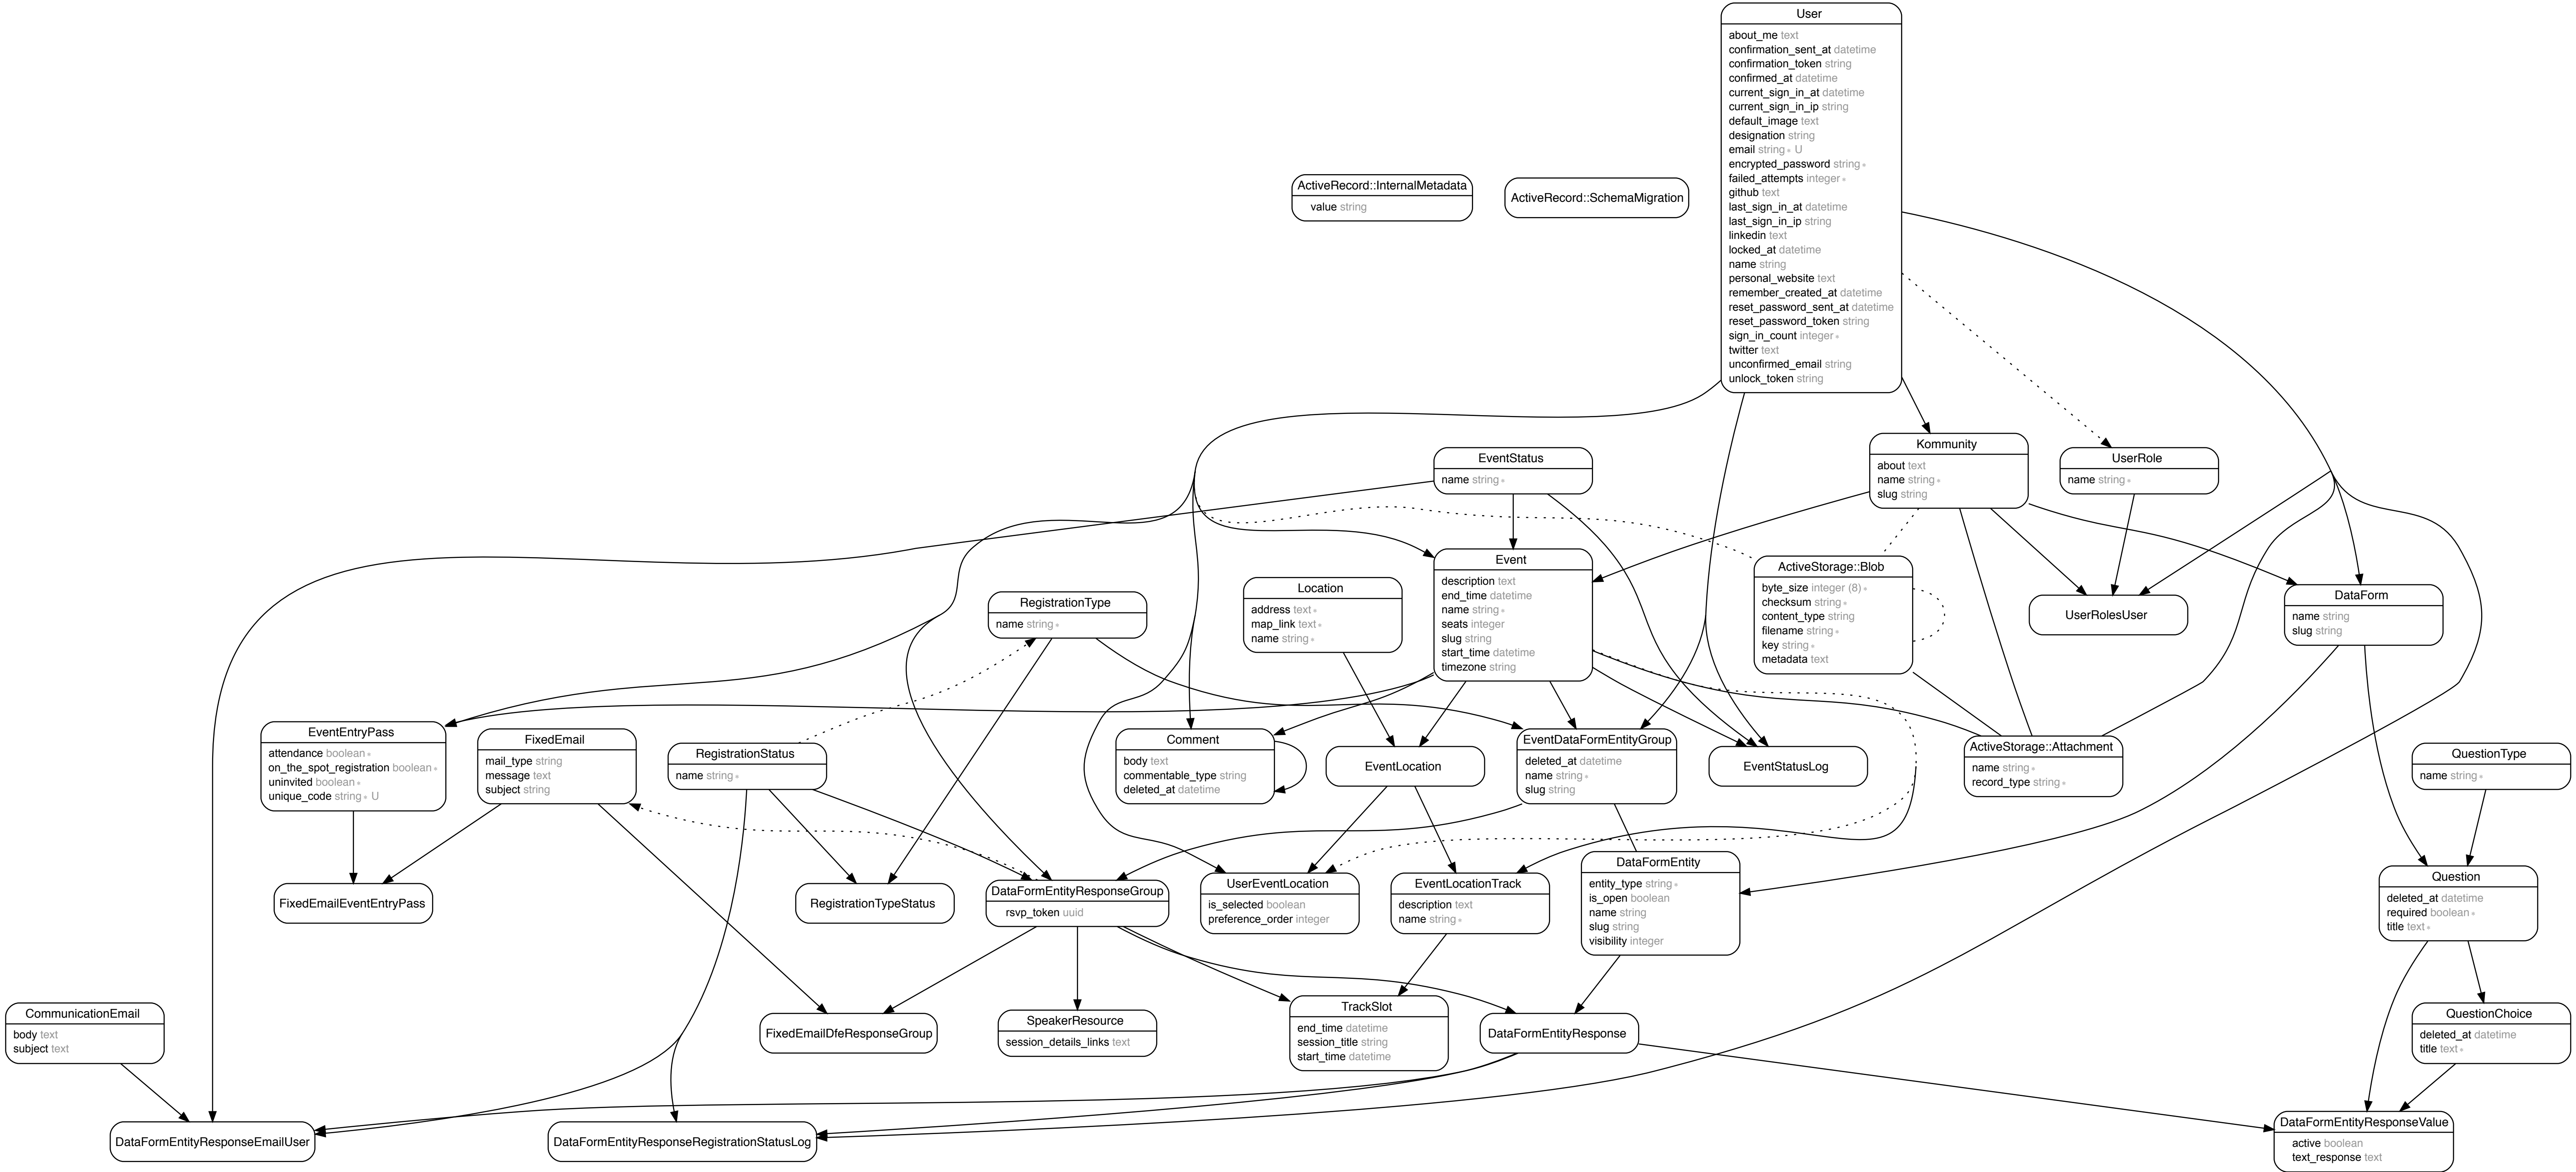 User
about_me text
confirmation_sent_at datetime
confirmation_token string
confirmed_at datetime
current_sign_in_at datetime
current_sign_in_ip string
default_image text
designation string
email string∗ U
encrypted_password string∗
failed_attempts integer∗
github text
last_sign_in_at datetime
last_sign_in_ip string
linkedin text
locked_at datetime
name string
personal_website text
remember_created_at datetime
reset_password_sent_at datetime
reset_password_token string
sign_in_count integer∗
twitter text
unconfirmed_email string
unlock_token string
ActiveRecord::InternalMetadata
value string
ActiveRecord::SchemaMigration
EventStatus
name string∗
Kommunity
about text
name string∗
slug string
UserRole
name string∗
Event
description text
end_time datetime
name string∗
seats integer
slug string
start_time datetime
timezone string
ActiveStorage::Blob
byte_size integer (8)∗
checksum string∗
content_type string
filename string∗
key string∗
metadata text
Location
address text∗
map_link text∗
name string∗
RegistrationType
name string∗
UserRolesUser
DataForm
name string
slug string
EventEntryPass
attendance boolean∗
on_the_spot_registration boolean∗
uninvited boolean∗
unique_code string∗ U
FixedEmail
mail_type string
message text
subject string
RegistrationStatus
name string∗
Comment
body text
commentable_type string
deleted_at datetime
EventLocation
EventDataFormEntityGroup
deleted_at datetime
name string∗
slug string
EventStatusLog
ActiveStorage::Attachment
name string∗
record_type string∗
QuestionType
name string∗
FixedEmailEventEntryPass
RegistrationTypeStatus
DataFormEntityResponseGroup
rsvp_token uuid
UserEventLocation
is_selected boolean
preference_order integer
EventLocationTrack
description text
name string∗
DataFormEntity
entity_type string∗
is_open boolean
name string
slug string
visibility integer
Question
deleted_at datetime
required boolean∗
title text∗
CommunicationEmail
body text
subject text
FixedEmailDfeResponseGroup
SpeakerResource
session_details_links text
TrackSlot
end_time datetime
session_title string
start_time datetime
DataFormEntityResponse
QuestionChoice
deleted_at datetime
title text∗
DataFormEntityResponseEmailUser
DataFormEntityResponseRegistrationStatusLog
DataFormEntityResponseValue
active boolean
text_response text